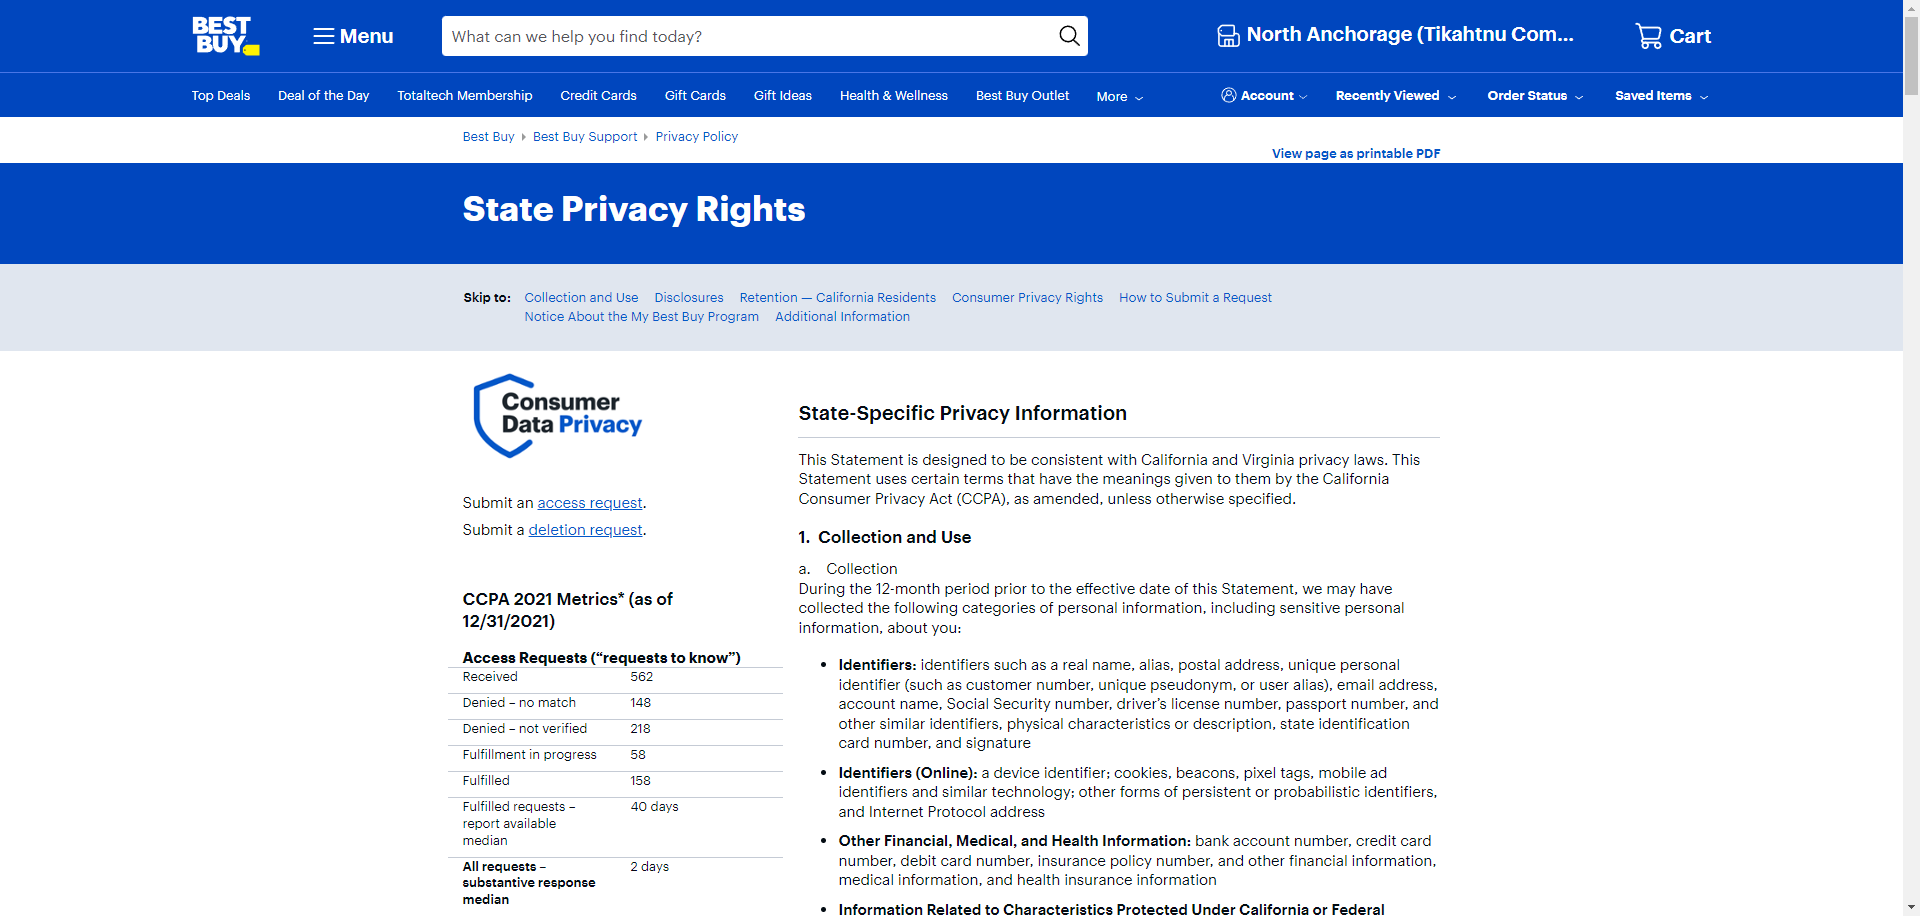 BEST BUY
Menu
What can we help you find today?
North Anchorage (Tikahtnu Com...
Cart
Top Deals
Deal of the Day
Totaltech Membership
Credit Cards
Gift Cards
Gift Ideas
Health & Wellness
Best Buy Outlet
More
Account
Recently Viewed
Order Status
Saved Items
Best Buy
Best Buy Support
Privacy Policy
View page as printable PDF
State Privacy Rights
Skip to: Collection and Use Disclosures Retention — California Residents Consumer Privacy Rights How to Submit a Request
Notice About the My Best Buy Program Additional Information
Consumer
Data Privacy
Submit an access request.
Submit a deletion request.
CCPA 2021 Metrics* (as of
12/31/2021)
Access Requests (“requests to know”)
Received 562
Denied – no match 148
Denied – not verified 218
Fulfillment in progress 58
Fulfilled 158
Fulfilled requests – 40 days
report available
median
All requests – 2 days
substantive response
median
State-Specific Privacy Information
This Statement is designed to be consistent with California and Virginia privacy laws. This
Statement uses certain terms that have the meanings given to them by the California
Consumer Privacy Act (CCPA), as amended, unless otherwise specified.
1. Collection and Use
a. Collection
During the 12-month period prior to the effective date of this Statement, we may have
collected the following categories of personal information, including sensitive personal
information, about you:
• Identifiers: identifiers such as a real name, alias, postal address, unique personal
identifier (such as customer number, unique pseudonym, or user alias), email address,
account name, Social Security number, driver’s license number, passport number, and
other similar identifiers, physical characteristics or description, state identification
card number, and signature
• Identifiers (Online): a device identifier; cookies, beacons, pixel tags, mobile ad
identifiers and similar technology; other forms of persistent or probabilistic identifiers,
and Internet Protocol address
• Other Financial, Medical, and Health Information: bank account number, credit card
number, debit card number, insurance policy number, and other financial information,
medical information, and health insurance information
• Information Related to Characteristics Protected Under California or Federal